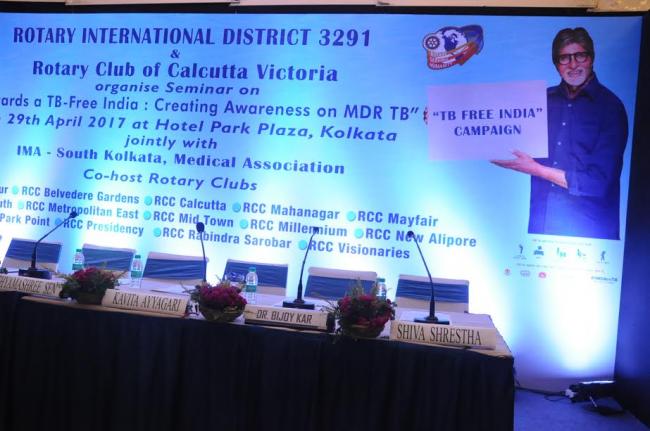 ROTARY INTERNATIONAL DISTRICT 3291
&
Rotary Club of Calcutta Victoria
organise Seminar on
a TB-Free India : Creating Awareness on MDR TB"
29th April 2017 at Hotel Park Plaza, Kolkata
jointly with
IMA - South Kolkata, Medical Association
Co-host Rotary Clubs
RCC Belvedere Gardens RCC Calcutta RCC Mahanagar RCC Mayfair
RCC Metropolitan East RCC Mid Town RCC Millennium RCC New Alipore
Park Point RCC Presidency RCC Rabindra Sarobar RCC Visionaries
"TB FREE INDIA"
CAMPAIGN
KAVITA AYYAGARI
DR. BIJOY KAR
SHIVA SHRESTHA